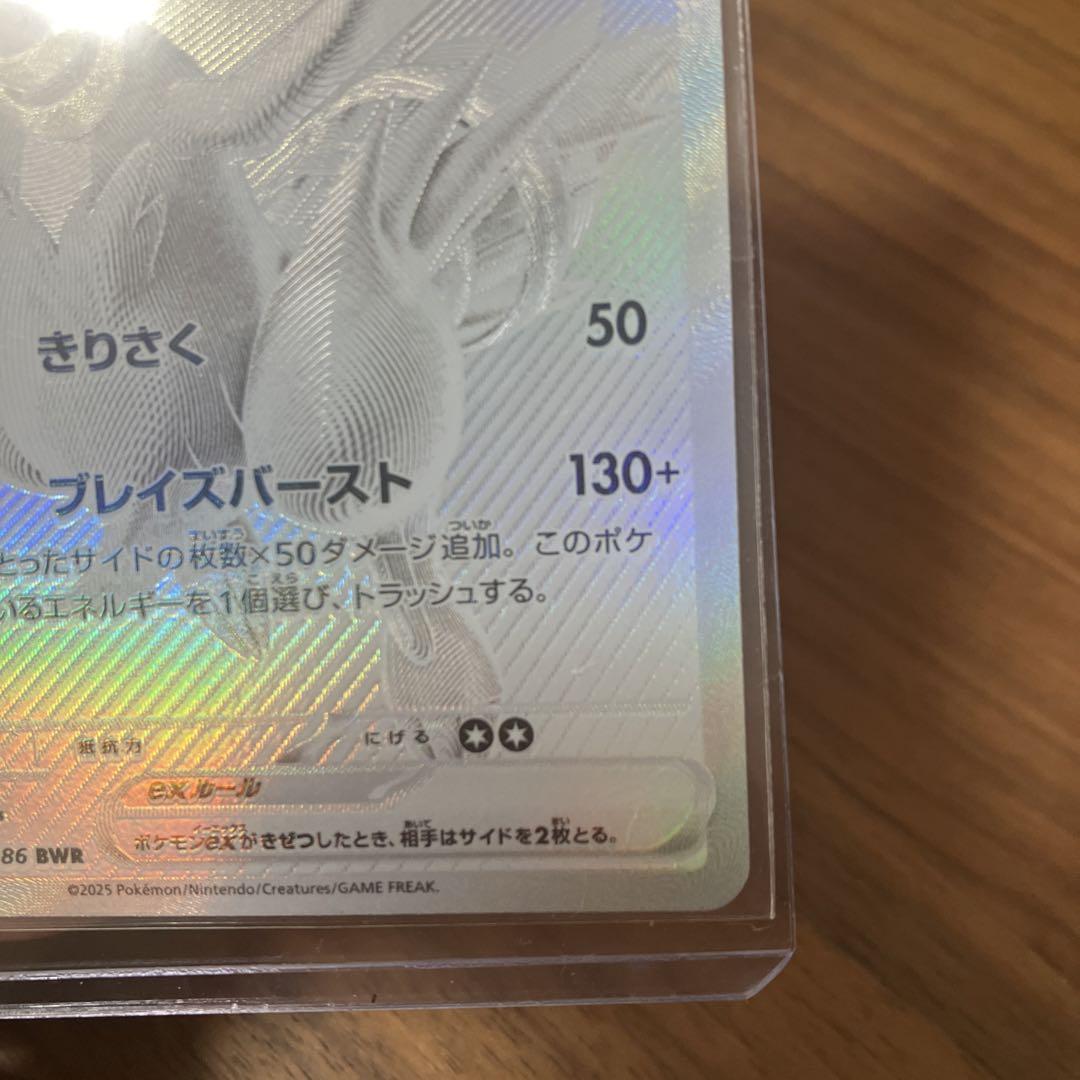 きりさく 50
ブレイズバースト 130+
とったサイドの枚数×50ダメージ追加。このポケ
いるエネルギーを1個選び、トラッシュする。
抵抗力 にげる
exルール
ポケモンexがきぜつしたとき、相手はサイドを2枚とる。
86 BWR
©2025 Pokémon/Nintendo/Creatures/GAME FREAK.